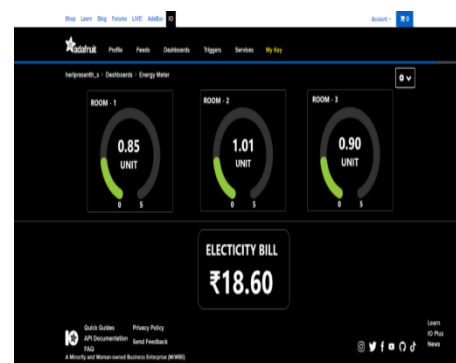 Shop Learn Blog Forums LIVE! AdaBox IO Account 0
adafruit Profile Feeds Dashboards Triggers Services My Key
hariprasanth_s > Dashboards > Energy Meter
ROOM - 1 ROOM - 2 ROOM - 3
0.85 1.01 0.90
UNIT UNIT UNIT
0 5 0 5 0 5
ELECTICITY BILL
₹18.60
Quick Guides Privacy Policy Learn
API Documentation Send Feedback IO Plus
FAQ News
A Minority and Woman-owned Business Enterprise (M/WBE)